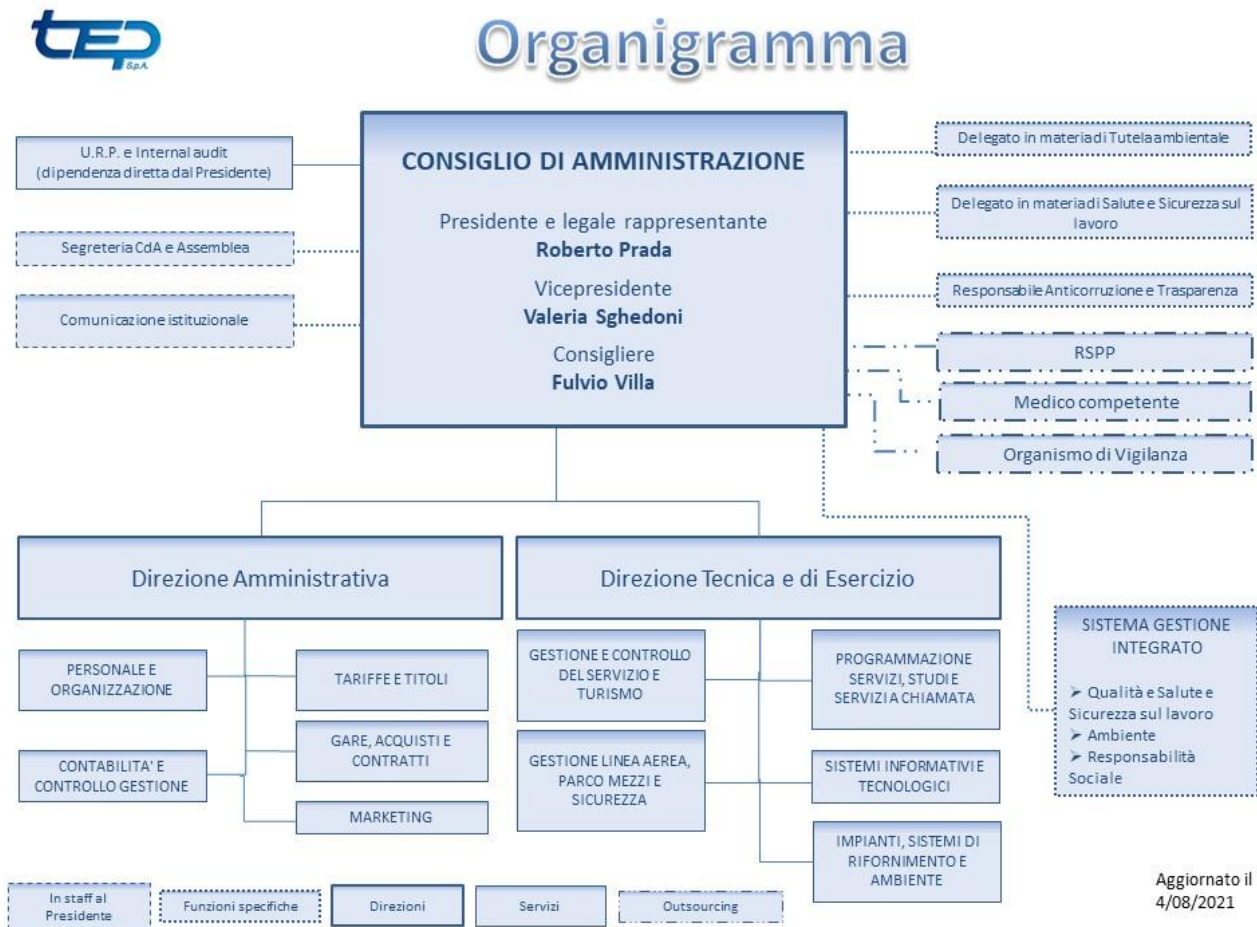 tep
S.p.A.
Organigramma
U.R.P. e Internal audit
(dipendenza diretta dal Presidente)
Segreteria CdA e Assemblea
Comunicazione istituzionale
CONSIGLIO DI AMMINISTRAZIONE
Presidente e legale rappresentante
Roberto Prada
Vicepresidente
Valeria Sghedoni
Consigliere
Fulvio Villa
Delegato in materia di Tutela ambientale
Delegato in materia di Salute e Sicurezza sul
lavoro
Responsabile Anticorruzione e Trasparenza
RSPP
Medico competente
Organismo di Vigilanza
Direzione Amministrativa
Direzione Tecnica e di Esercizio
PERSONALE E
ORGANIZZAZIONE
TARIFFE E TITOLI
CONTABILITA' E
CONTROLLO GESTIONE
GARE, ACQUISTI E
CONTRATTI
MARKETING
GESTIONE E CONTROLLO
DEL SERVIZIO E
TURISMO
PROGRAMMAZIONE
SERVIZI, STUDI E
SERVIZI A CHIAMATA
GESTIONE LINEA AEREA,
PARCO MEZZI E
SICUREZZA
SISTEMI INFORMATIVI E
TECNOLOGICI
IMPIANTI, SISTEMI DI
RIFORNIMENTO E
AMBIENTE
SISTEMA GESTIONE
INTEGRATO
➢ Qualità e Salute e
Sicurezza sul lavoro
➢ Ambiente
➢ Responsabilità
Sociale
In staff al
Presidente
Funzioni specifiche
Direzioni
Servizi
Outsourcing
Aggiornato il
4/08/2021